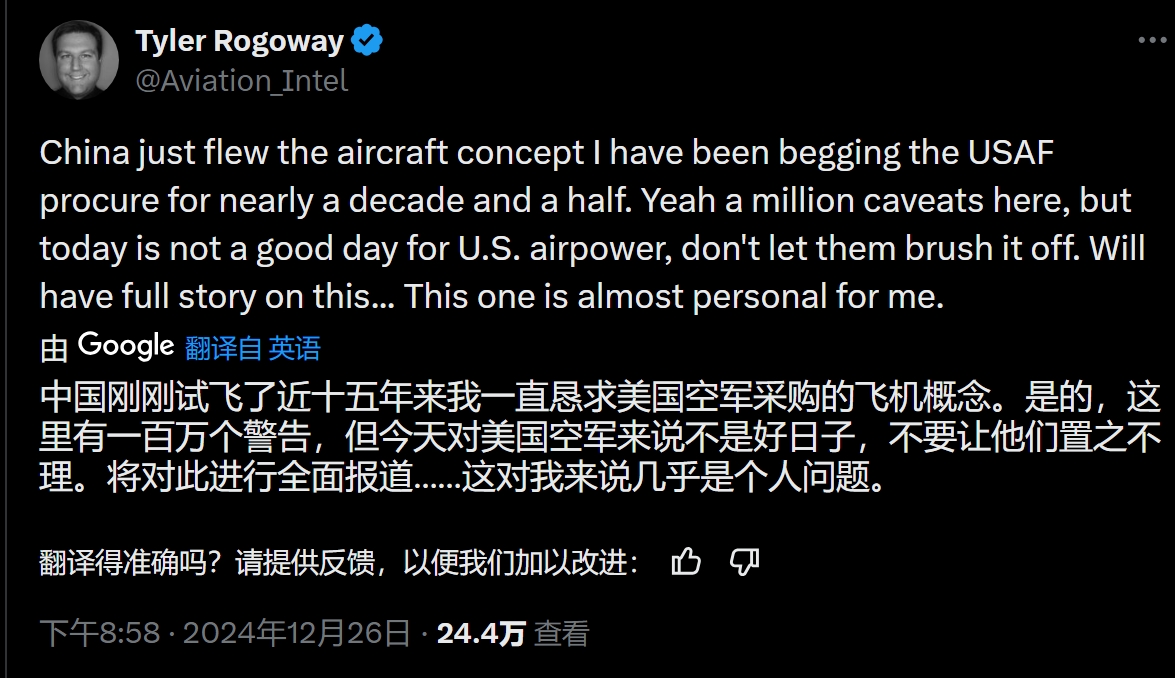 Tyler Rogoway
@Aviation_Intel
China just flew the aircraft concept I have been begging the USAF
procure for nearly a decade and a half. Yeah a million caveats here, but
today is not a good day for U.S. airpower, don't let them brush it off. Will
have full story on this... This one is almost personal for me.
由 Google 翻译自 英语
中国刚刚试飞了近十五年来我一直恳求美国空军采购的飞机概念。是的，这
里有一百万个警告，但今天对美国空军来说不是好日子，不要让他们置之不
理。将对此进行全面报道......这对我来说几乎是个人问题。
翻译得准确吗？请提供反馈，以便我们加以改进：
下午8:58 · 2024年12月26日 · 24.4万 查看